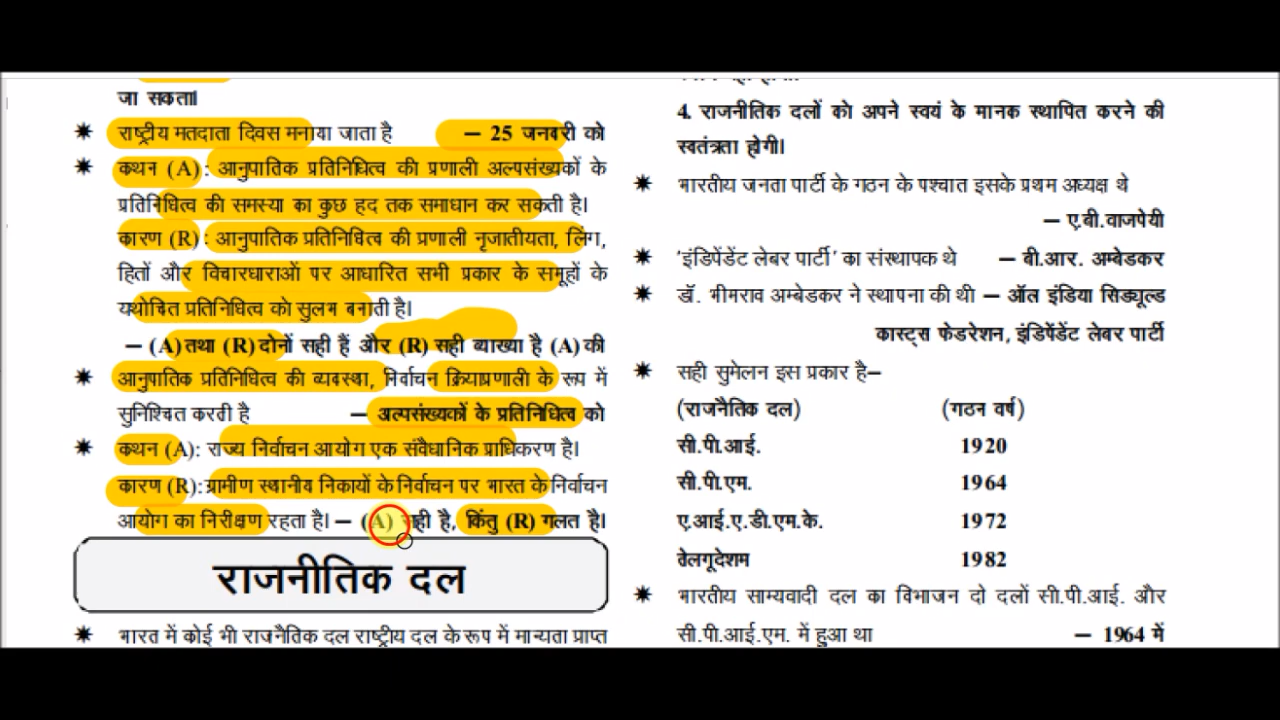 जा सकता।
✷ राष्ट्रीय मतदाता दिवस मनाया जाता है – 25 जनवरी को
✷ कथन (A) : आनुपातिक प्रतिनिधित्व की प्रणाली अल्पसंख्यकों के
प्रतिनिधित्व की समस्या का कुछ हद तक समाधान कर सकती है।
कारण (R) : आनुपातिक प्रतिनिधित्व की प्रणाली नृजातीयता, लिंग,
हितों और विचारधाराओं पर आधारित सभी प्रकार के समूहों के
यथोचित प्रतिनिधित्व को सुलभ बनाती है।
– (A) तथा (R) दोनों सही हैं और (R) सही व्याख्या है (A) की
✷ आनुपातिक प्रतिनिधित्व की व्यवस्था, निर्वाचन क्रियाप्रणाली के रूप में
सुनिश्चित करती है – अल्पसंख्यकों के प्रतिनिधित्व को
✷ कथन (A): राज्य निर्वाचन आयोग एक संवैधानिक प्राधिकरण है।
कारण (R): ग्रामीण स्थानीय निकायों के निर्वाचन पर भारत के निर्वाचन
आयोग का निरीक्षण रहता है। – (A) सही है, किंतु (R) गलत है।
राजनीतिक दल
✷ भारत में कोई भी राजनैतिक दल राष्ट्रीय दल के रूप में मान्यता प्राप्त
4. राजनीतिक दलों को अपने स्वयं के मानक स्थापित करने की
स्वतंत्रता होगी।
✷ भारतीय जनता पार्टी के गठन के पश्चात इसके प्रथम अध्यक्ष थे
– ए.बी.वाजपेयी
✷ 'इंडिपेंडेंट लेबर पार्टी' का संस्थापक थे – बी.आर. अम्बेडकर
✷ डॉ. भीमराव अम्बेडकर ने स्थापना की थी – ऑल इंडिया सिड्यूल्ड
कास्ट्स फेडरेशन, इंडिपेंडेंट लेबर पार्टी
✷ सही सुमेलन इस प्रकार है–
(राजनैतिक दल) (गठन वर्ष)
सी.पी.आई. 1920
सी.पी.एम. 1964
ए.आई.ए.डी.एम.के. 1972
तेलगूदेशम 1982
✷ भारतीय साम्यवादी दल का विभाजन दो दलों सी.पी.आई. और
सी.पी.आई.एम. में हुआ था – 1964 में